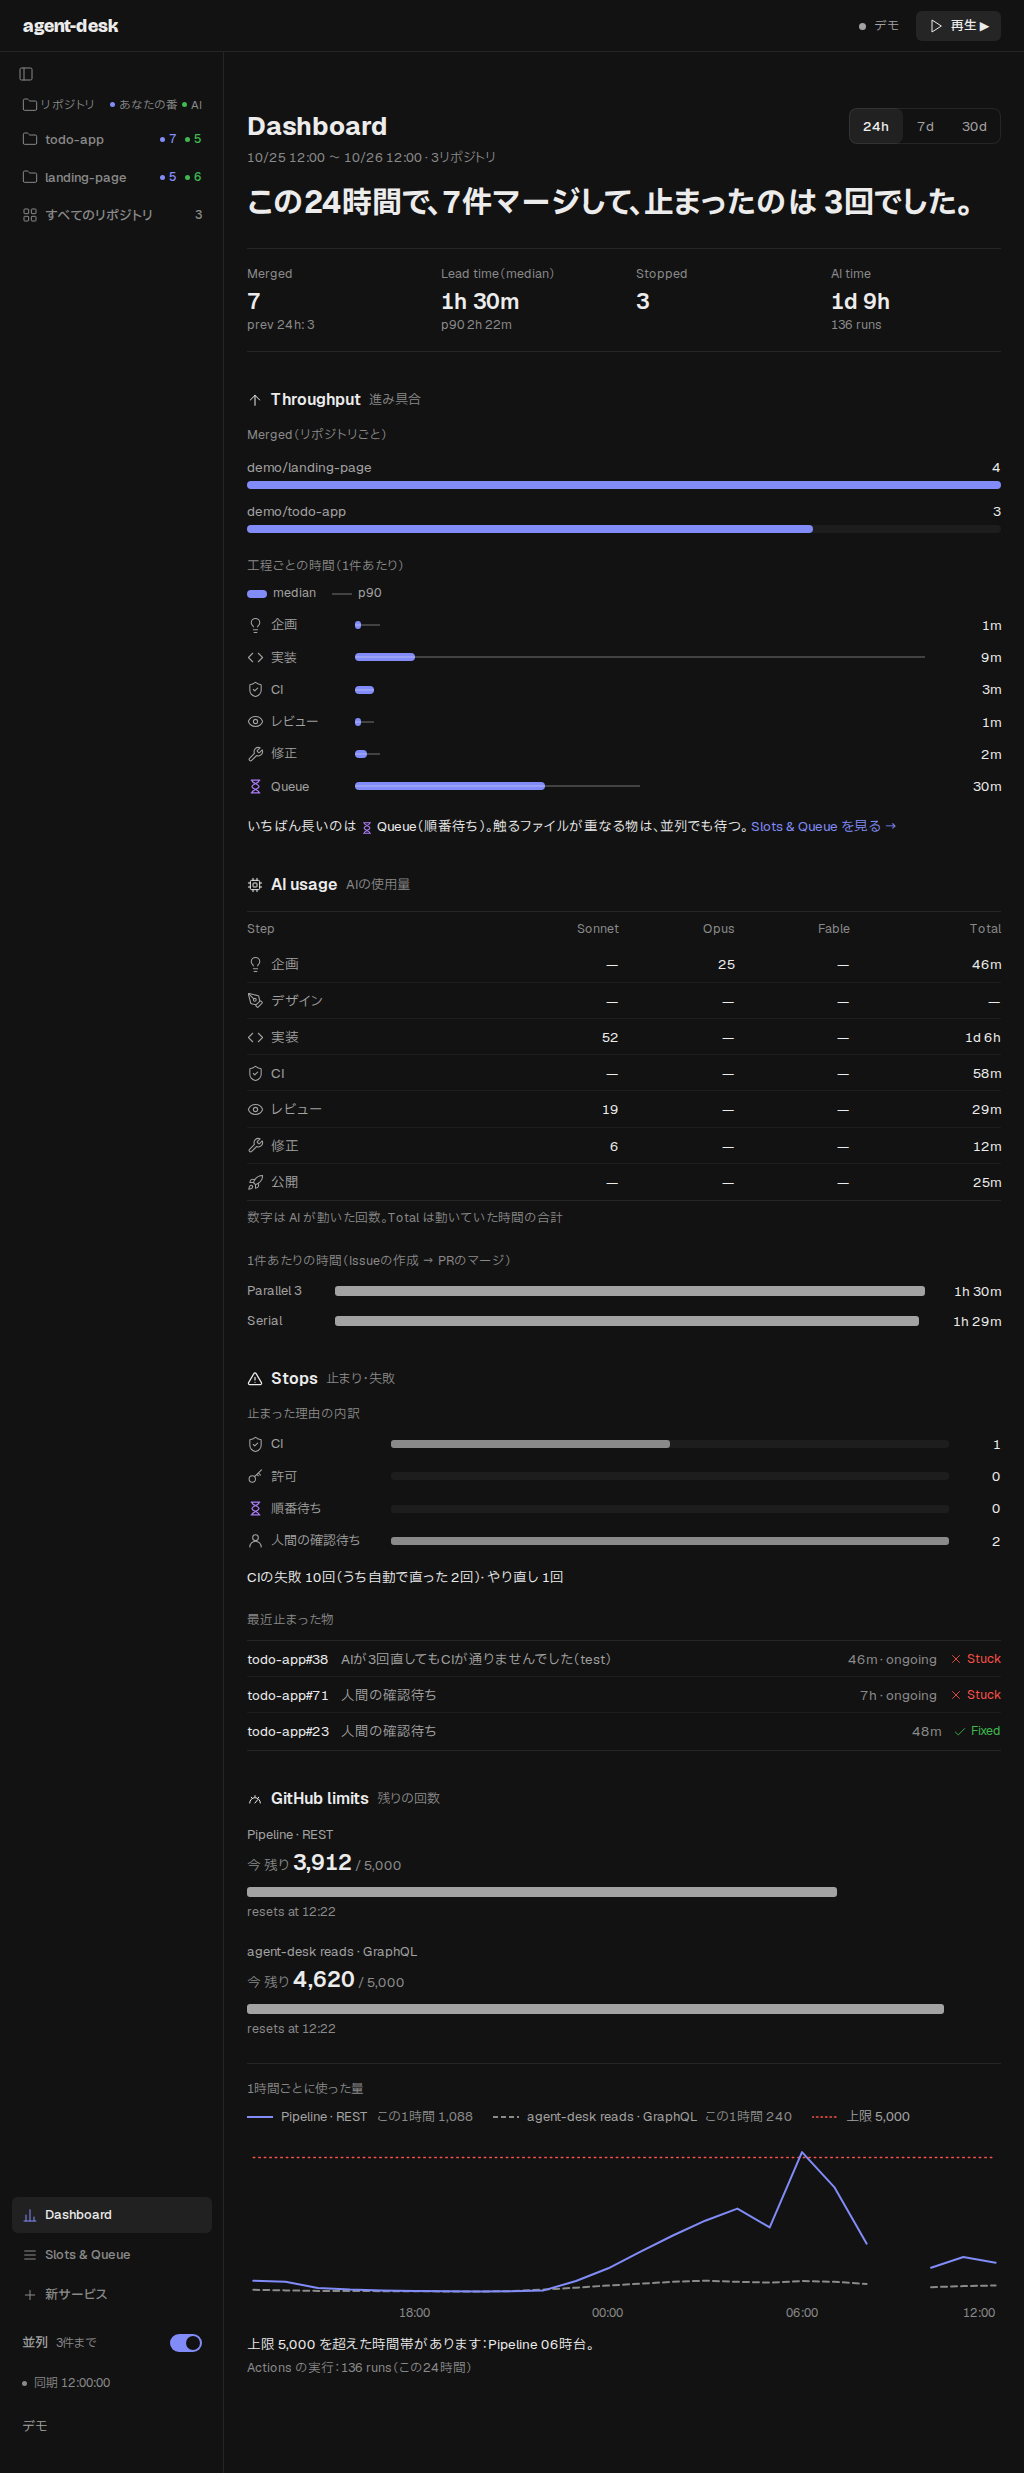 agent-desk
デモ
再生 ▶
リポジトリ あなたの番 AI
todo-app 7 5
landing-page 5 6
すべてのリポジトリ 3
Dashboard
24h 7d 30d
10/25 12:00 〜 10/26 12:00 · 3リポジトリ
この24時間で、7件マージして、止まったのは 3回でした。
Merged Lead time(median) Stopped AI time
7 1h 30m 3 1d 9h
prev 24h: 3 p90 2h 22m 136 runs
Throughput 進み具合
Merged(リポジトリごと)
demo/landing-page 4
demo/todo-app 3
工程ごとの時間(1件あたり)
median p90
企画 1m
実装 9m
CI 3m
レビュー 1m
修正 2m
Queue 30m
いちばん長いのは Queue(順番待ち)。触るファイルが重なる物は、並列でも待つ。Slots & Queue を見る →
AI usage AIの使用量
Step Sonnet Opus Fable Total
企画 — 25 — 46m
デザイン — — — —
実装 52 — — 1d 6h
CI — — — 58m
レビュー 19 — — 29m
修正 6 — — 12m
公開 — — — 25m
数字は AI が動いた回数。Total は動いていた時間の合計
1件あたりの時間(Issueの作成 → PRのマージ)
Parallel 3 1h 30m
Serial 1h 29m
Stops 止まり・失敗
止まった理由の内訳
CI 1
許可 0
順番待ち 0
人間の確認待ち 2
CIの失敗 10回(うち自動で直った 2回)· やり直し 1回
最近止まった物
todo-app#38 AIが3回直してもCIが通りませんでした(test) 46m · ongoing Stuck
todo-app#71 人間の確認待ち 7h · ongoing Stuck
todo-app#23 人間の確認待ち 48m Fixed
GitHub limits 残りの回数
Pipeline · REST
今 残り 3,912 / 5,000
resets at 12:22
agent-desk reads · GraphQL
今 残り 4,620 / 5,000
resets at 12:22
1時間ごとに使った量
Pipeline · REST この1時間 1,088 agent-desk reads · GraphQL この1時間 240 上限 5,000
18:00 00:00 06:00 12:00
上限 5,000 を超えた時間帯があります:Pipeline 06時台。
Actions の実行:136 runs(この24時間)
Dashboard
Slots & Queue
新サービス
並列 3件まで
同期 12:00:00
デモ